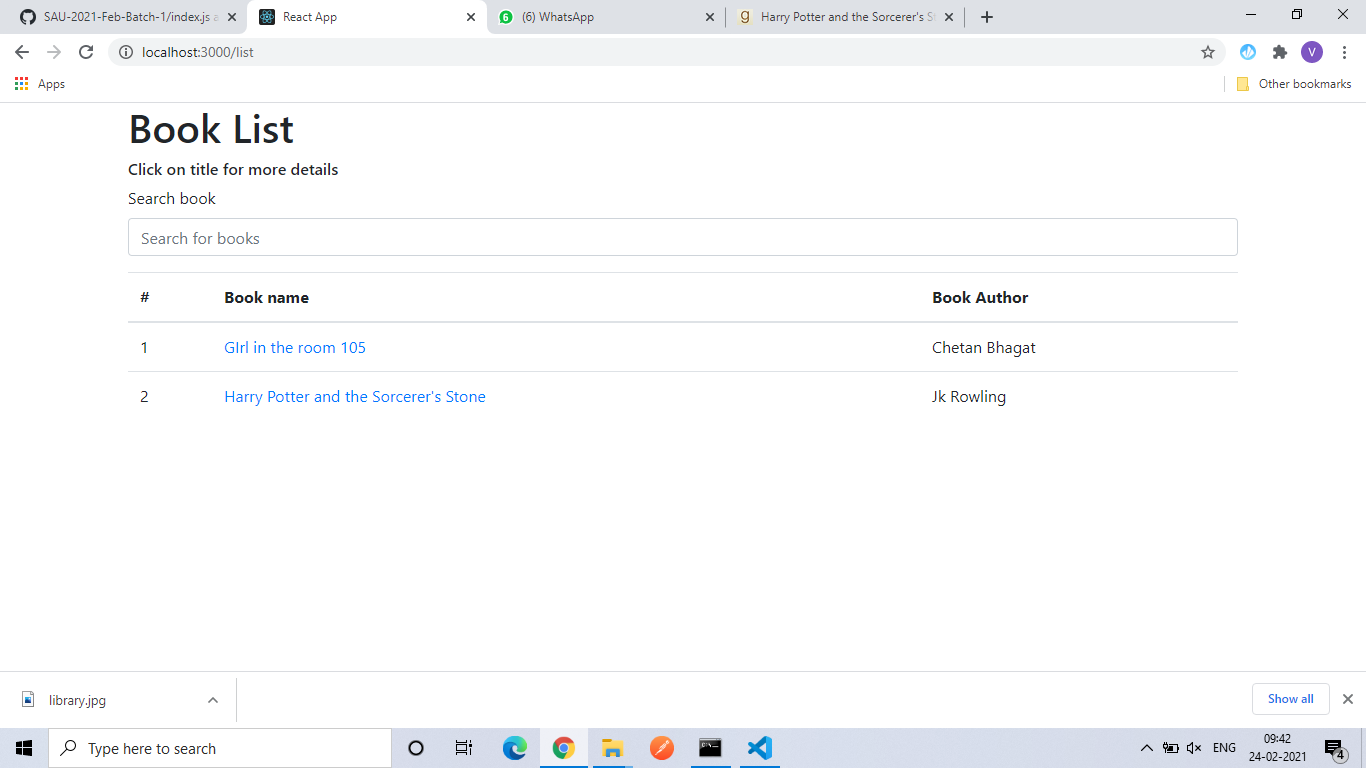 SAU-2021-Feb-Batch-1/index.js a
React App
6
(6) WhatsApp
g
Harry Potter and the Sorcerer's S
localhost:3000/list
V
Apps
Other bookmarks
Book List
Click on title for more details
Search book
Search for books
# Book name Book Author
1 GIrl in the room 105 Chetan Bhagat
2 Harry Potter and the Sorcerer's Stone Jk Rowling
library.jpg
Show all
Type here to search
ENG
09:42
24-02-2021
4